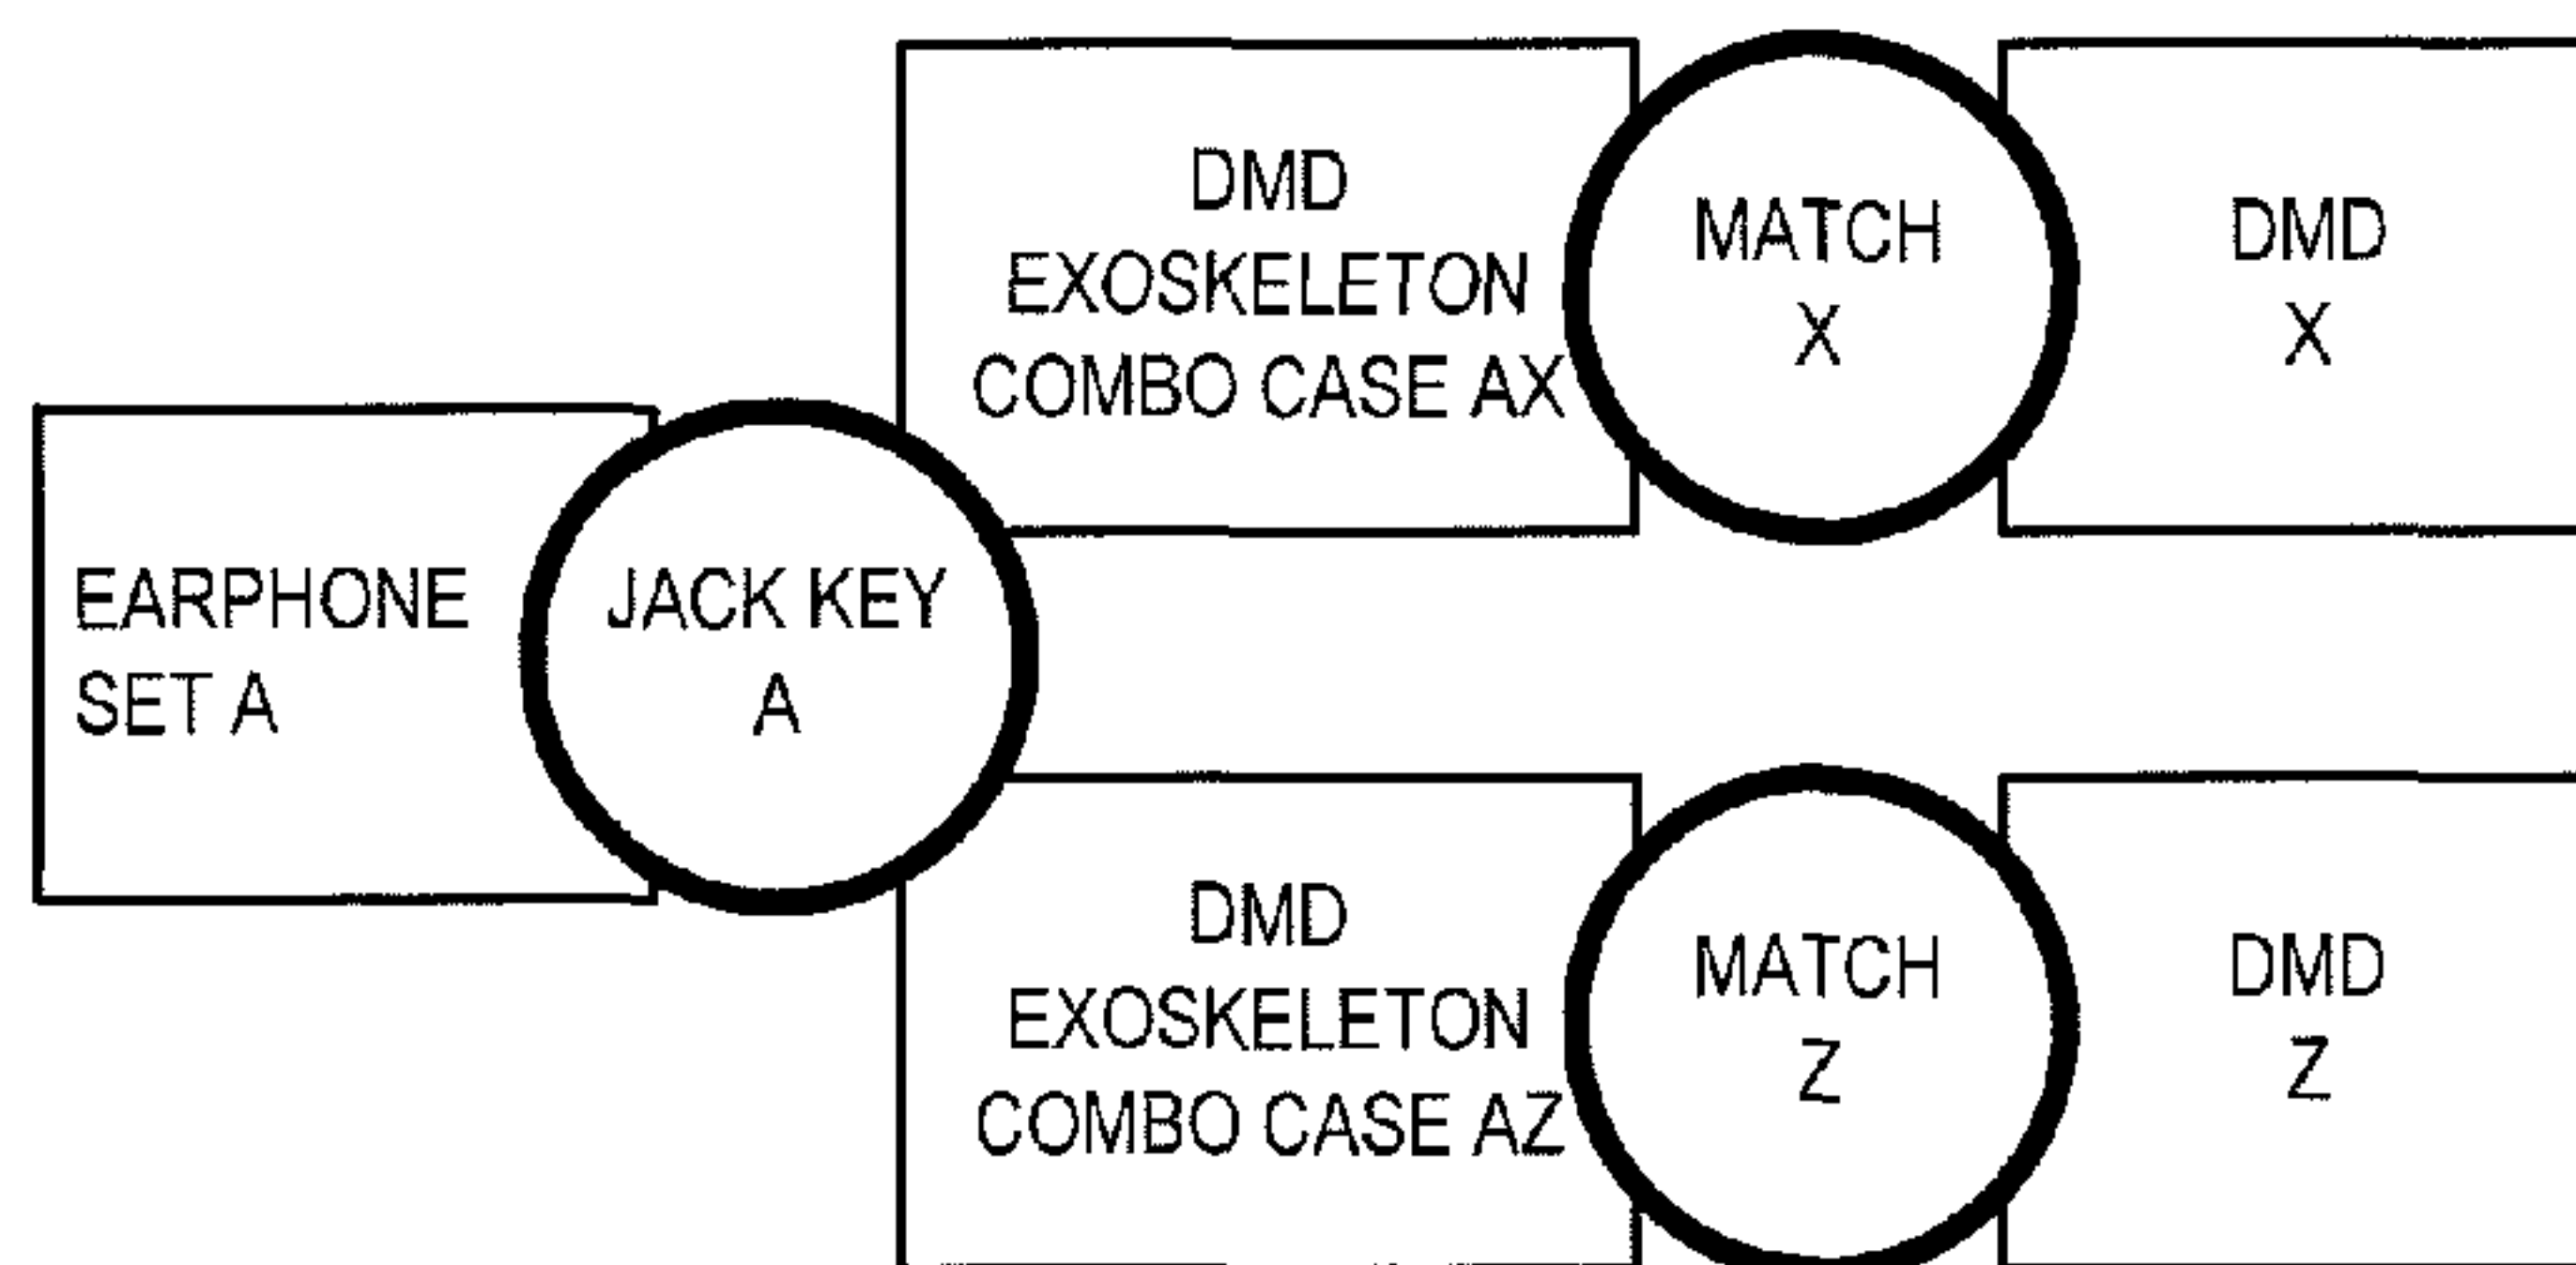 DMD
EXOSKELETON
COMBO CASE AX
MATCH
X
DMD
X
EARPHONE
SET A
JACK KEY
A
DMD
EXOSKELETON
COMBO CASE AZ
MATCH
Z
DMD
Z